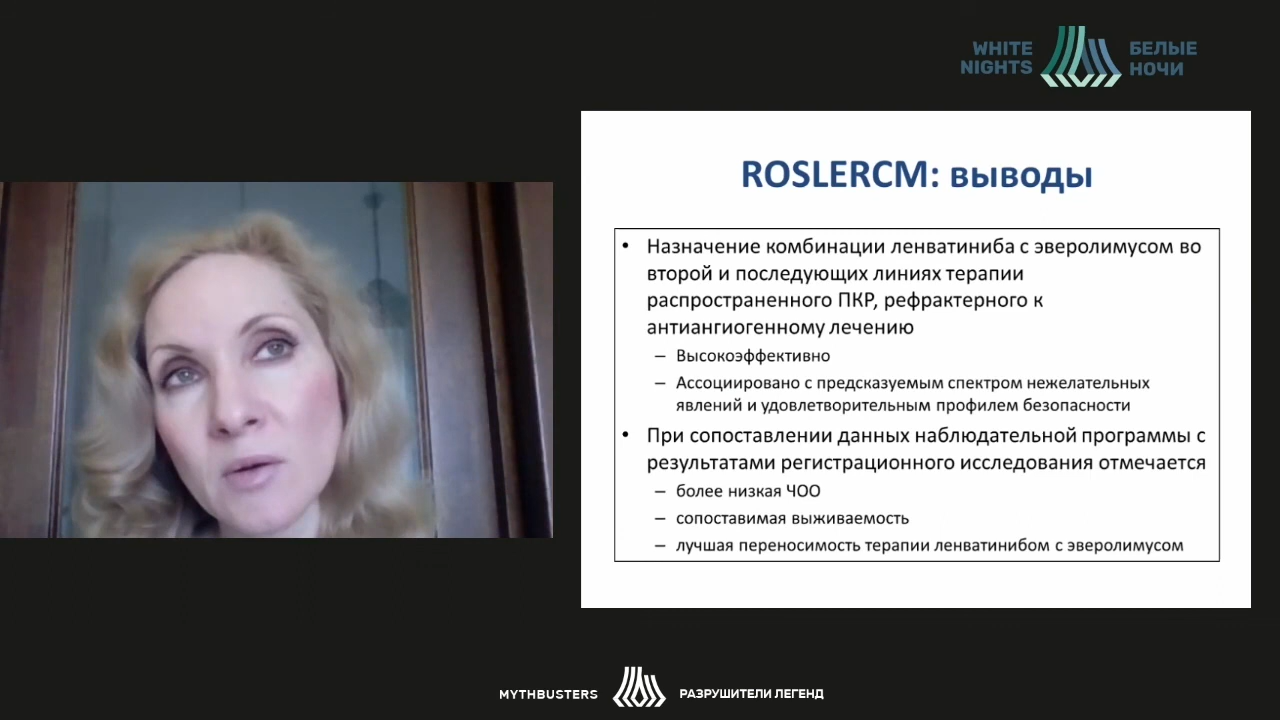 WHITE
NIGHTS
БЕЛЫЕ
НОЧИ
ROSLERCM: выводы
• Назначение комбинации ленватиниба с эверолимусом во
второй и последующих линиях терапии
распространенного ПКР, рефрактерного к
антиангиогенному лечению
– Высокоэффективно
– Ассоциировано с предсказуемым спектром нежелательных
явлений и удовлетворительным профилем безопасности
• При сопоставлении данных наблюдательной программы с
результатами регистрационного исследования отмечается
– более низкая ЧОО
– сопоставимая выживаемость
– лучшая переносимость терапии ленватинибом с эверолимусом
MYTHBUSTERS
РАЗРУШИТЕЛИ ЛЕГЕНД